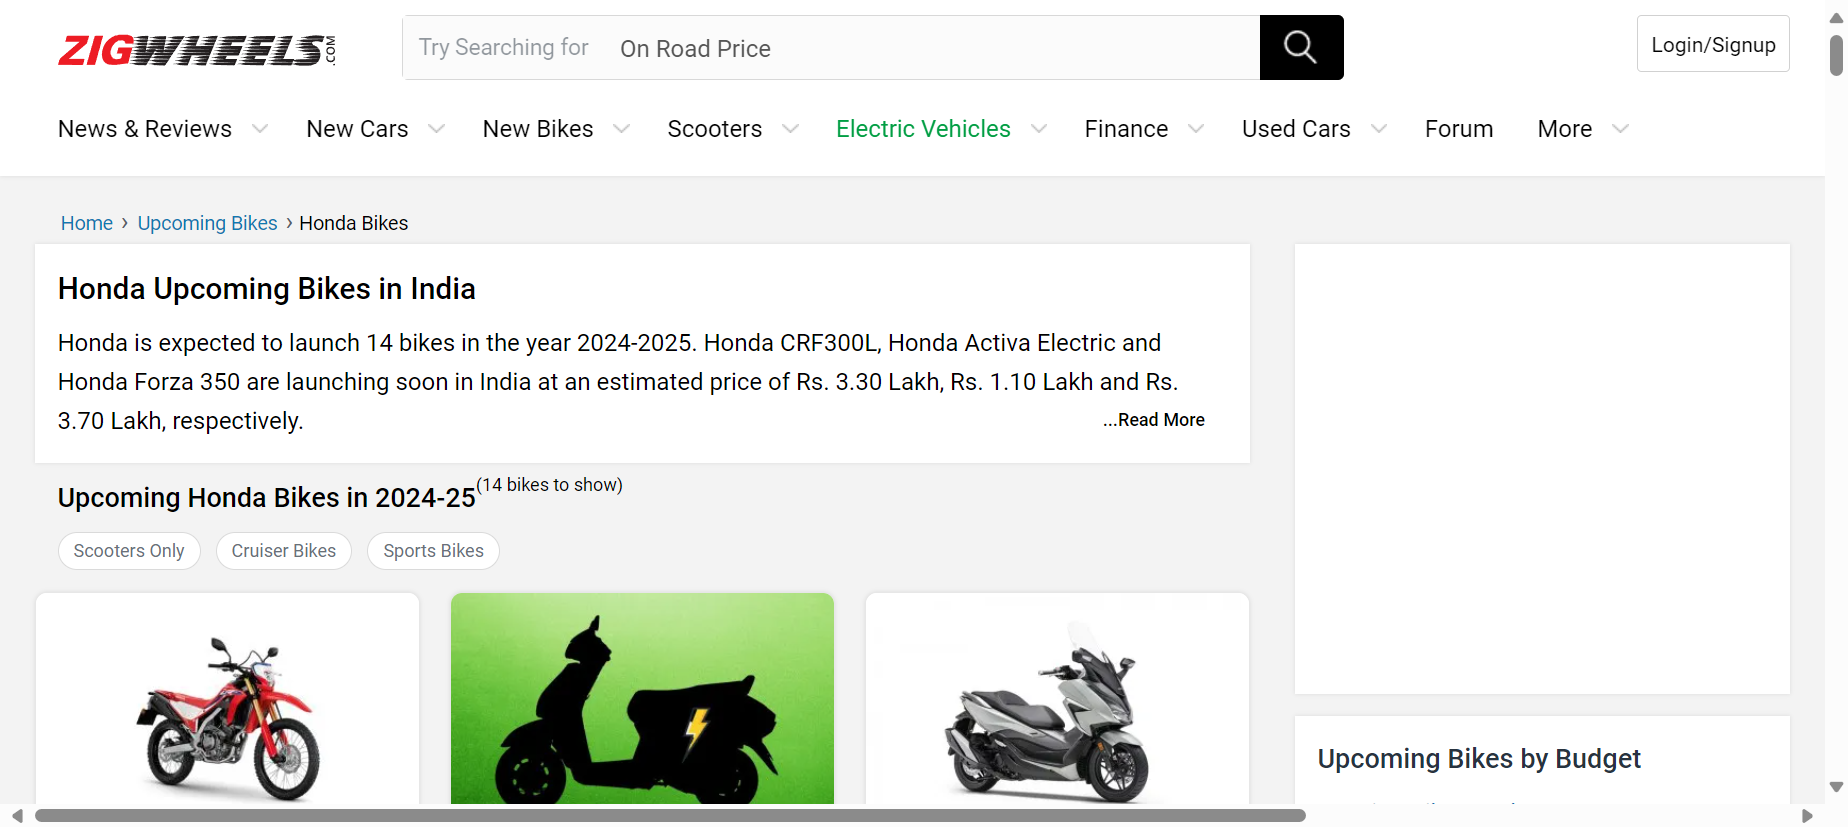 ZIGWHEELS.COM
Try Searching for On Road Price
Login/Signup
News & Reviews New Cars New Bikes Scooters Electric Vehicles Finance Used Cars Forum More
Home › Upcoming Bikes › Honda Bikes
Honda Upcoming Bikes in India
Honda is expected to launch 14 bikes in the year 2024-2025. Honda CRF300L, Honda Activa Electric and
Honda Forza 350 are launching soon in India at an estimated price of Rs. 3.30 Lakh, Rs. 1.10 Lakh and Rs.
3.70 Lakh, respectively. ...Read More
Upcoming Honda Bikes in 2024-25 (14 bikes to show)
Scooters Only Cruiser Bikes Sports Bikes
Upcoming Bikes by Budget